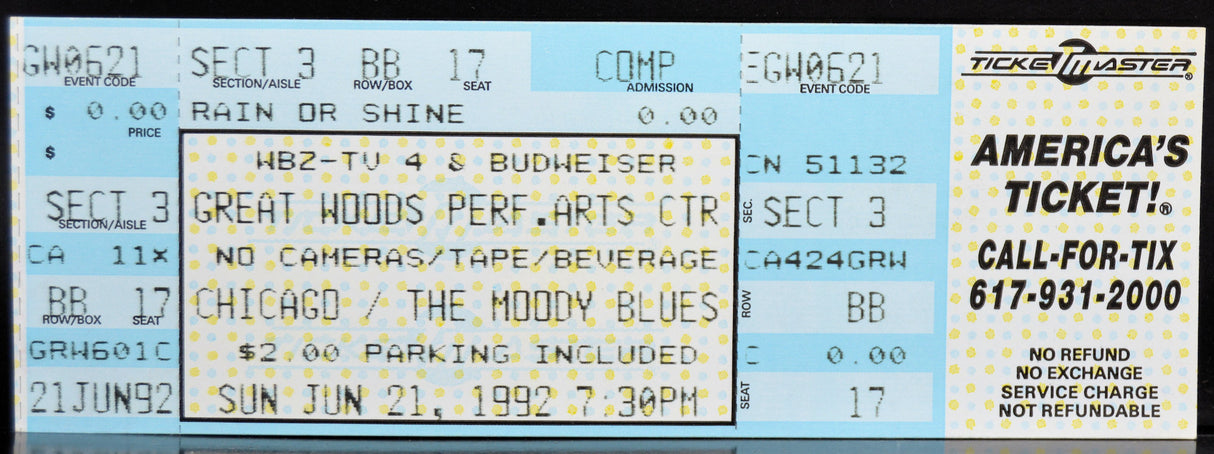 GW0621
EVENT CODE
$ 0.00
PRICE
$
SECT 3
SECTION/AISLE
CA 11×
BB 17
ROW/BOX SEAT
GRW601C
21JUN92
SECT 3 BB 17 COMP
SECTION/AISLE ROW/BOX SEAT ADMISSION
RAIN OR SHINE 0.00
WBZ-TV 4 & BUDWEISER
GREAT WOODS PERF.ARTS CTR
NO CAMERAS/TAPE/BEVERAGE
CHICAGO / THE MOODY BLUES
$2.00 PARKING INCLUDED
SUN JUN 21, 1992 7:30PM
EGW0621
EVENT CODE
CN 51132
SEC. SECT 3
CA424GRW
ROW BB
C 0.00
SEAT 17
TICKETMASTER®
AMERICA'S
TICKET!®
CALL-FOR-TIX
617-931-2000
NO REFUND
NO EXCHANGE
SERVICE CHARGE
NOT REFUNDABLE